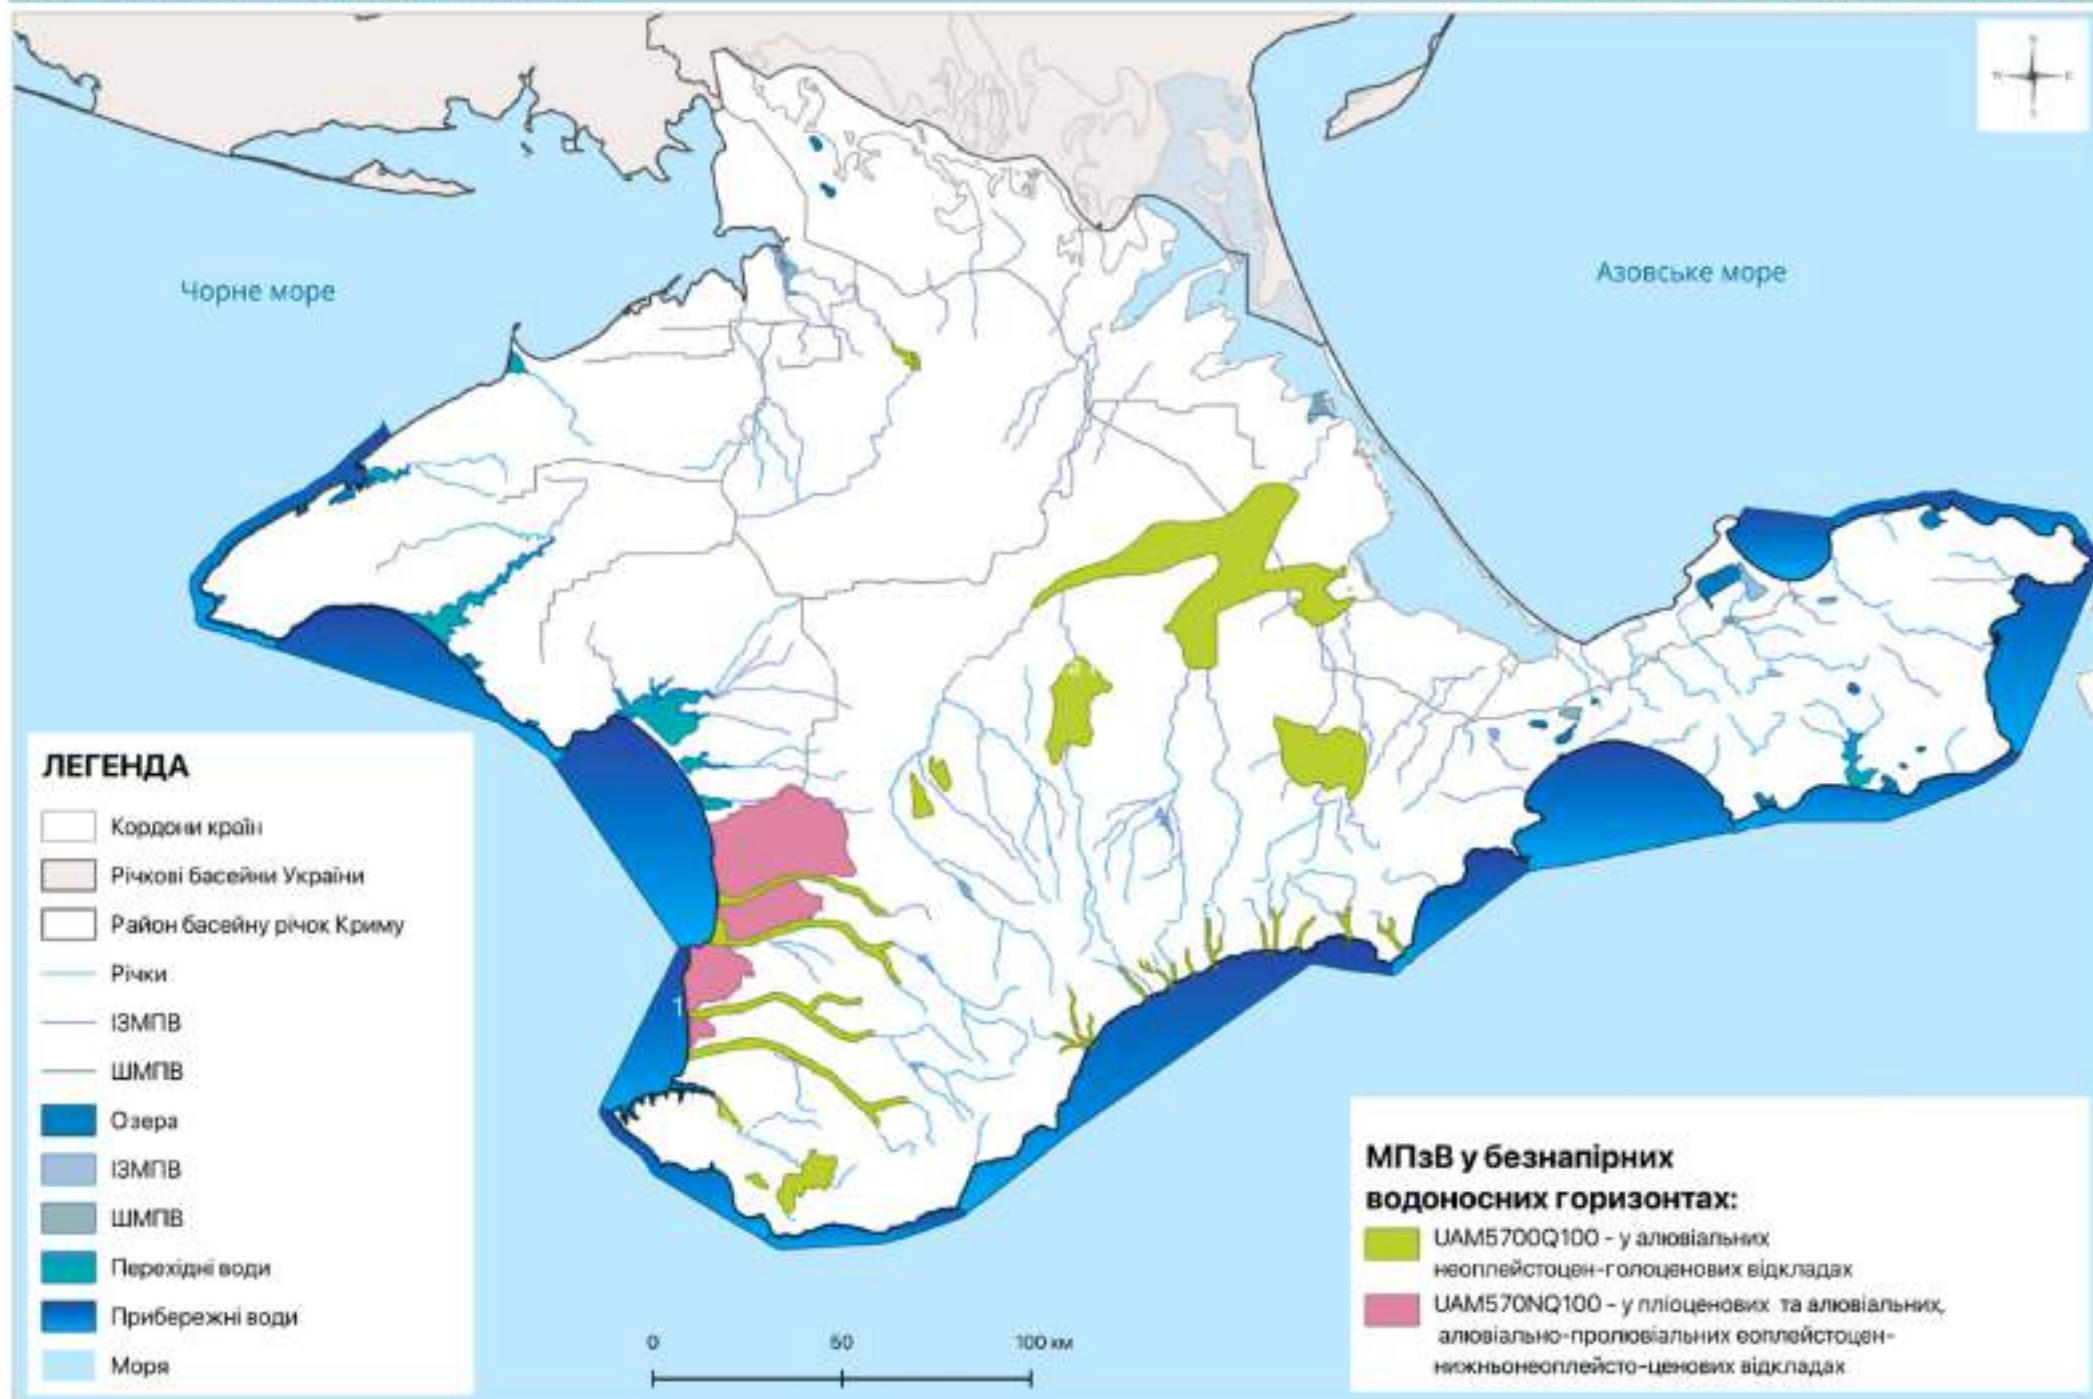 N
W E
S
Чорне море
Азовське море
ЛЕГЕНДА
Кордони країн
Річкові басейни України
Район басейну річок Криму
Річки
ІЗМПВ
ШМПВ
Озера
ІЗМПВ
ШМПВ
Перехідні води
Прибережні води
Моря
0 50 100 км
МПзВ у безнапірних
водоносних горизонтах:
UAM5700Q100 - у алювіальних
неоплейстоцен-голоценових відкладах
UAM570NQ100 - у пліоценових та алювіальних,
алювіально-пролювіальних еоплейстоцен-
нижньонеоплейсто-ценових відкладах